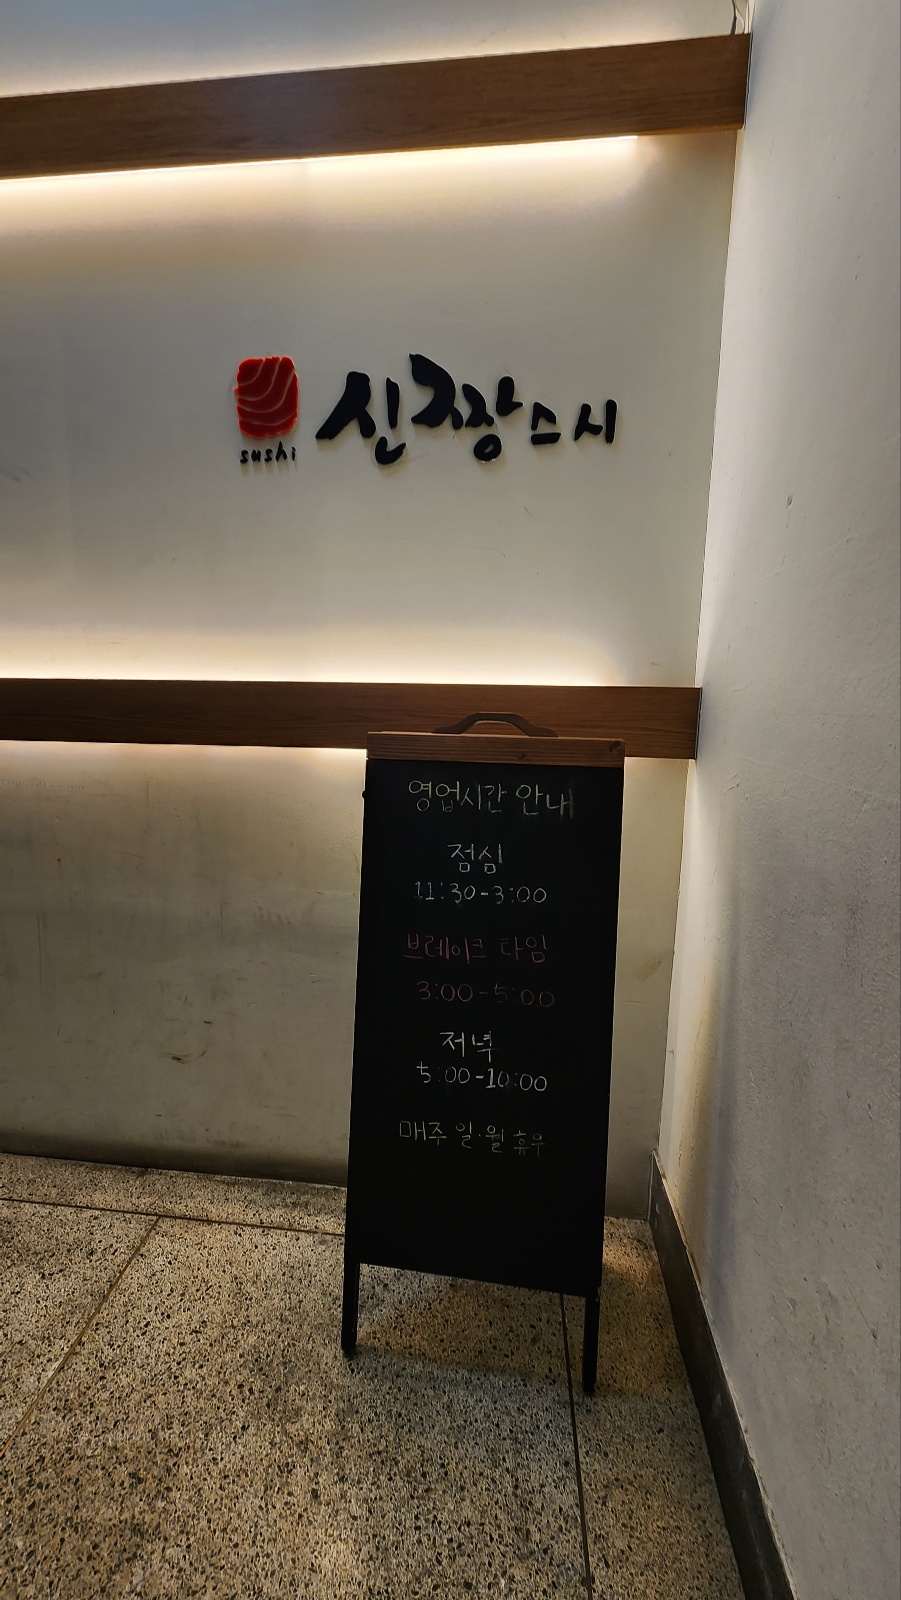 신짱스시
sushi
영업시간 안내
점심
11:30-3:00
브레이크 타임
3:00-5:00
저녁
5:00-10:00
매주 일·월 휴무